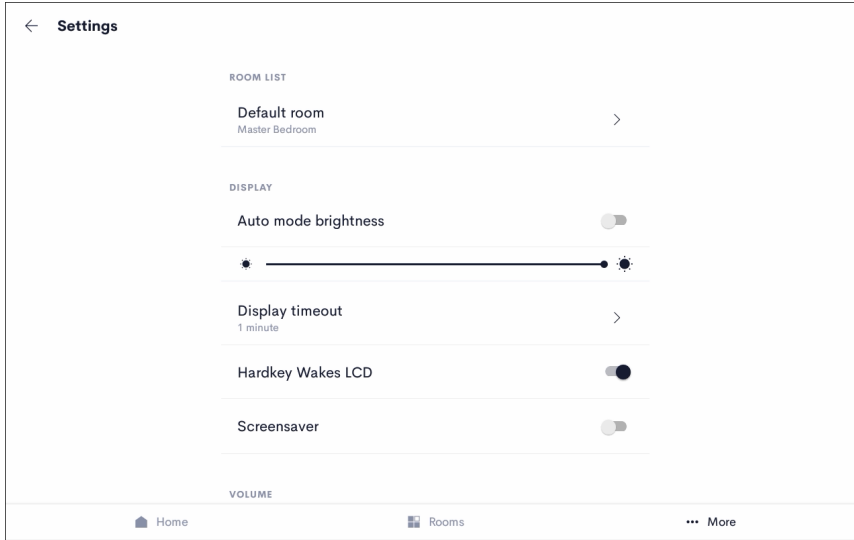 Settings
ROOM LIST
Default room
Master Bedroom
DISPLAY
Auto mode brightness
Display timeout
1 minute
Hardkey Wakes LCD
Screensaver
VOLUME
Home
Rooms
More